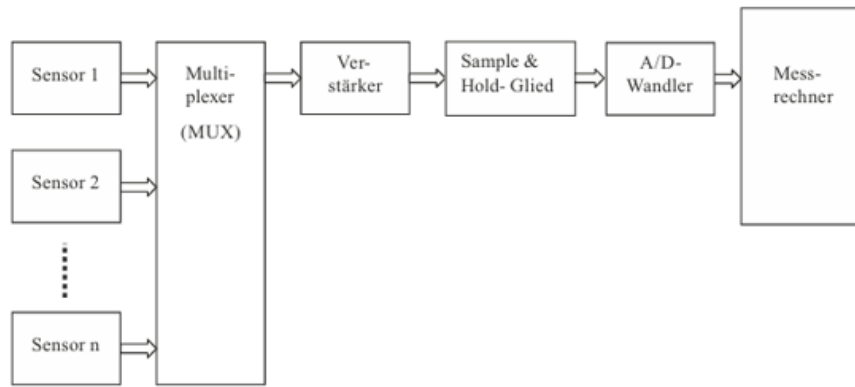 Sensor 1
Multi-
plexer
(MUX)
Ver-
stärker
Sample &
Hold- Glied
A/D-
Wandler
Mess-
rechner
Sensor 2
Sensor n